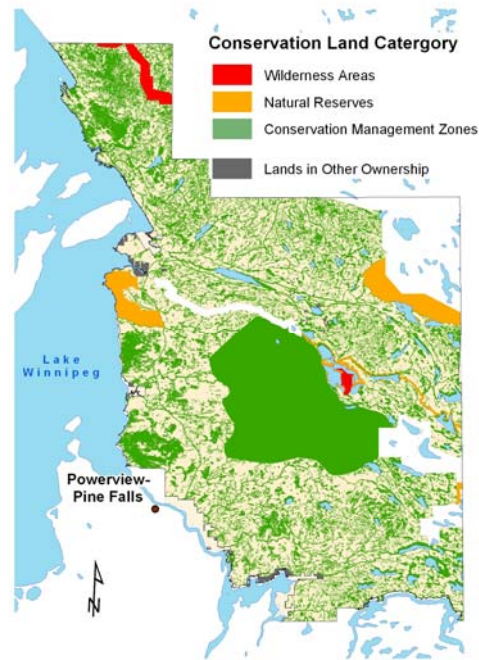 Conservation Land Catergory
Wilderness Areas
Natural Reserves
Conservation Management Zones
Lands in Other Ownership
Lake
Winnipeg
Powerview-
Pine Falls
N